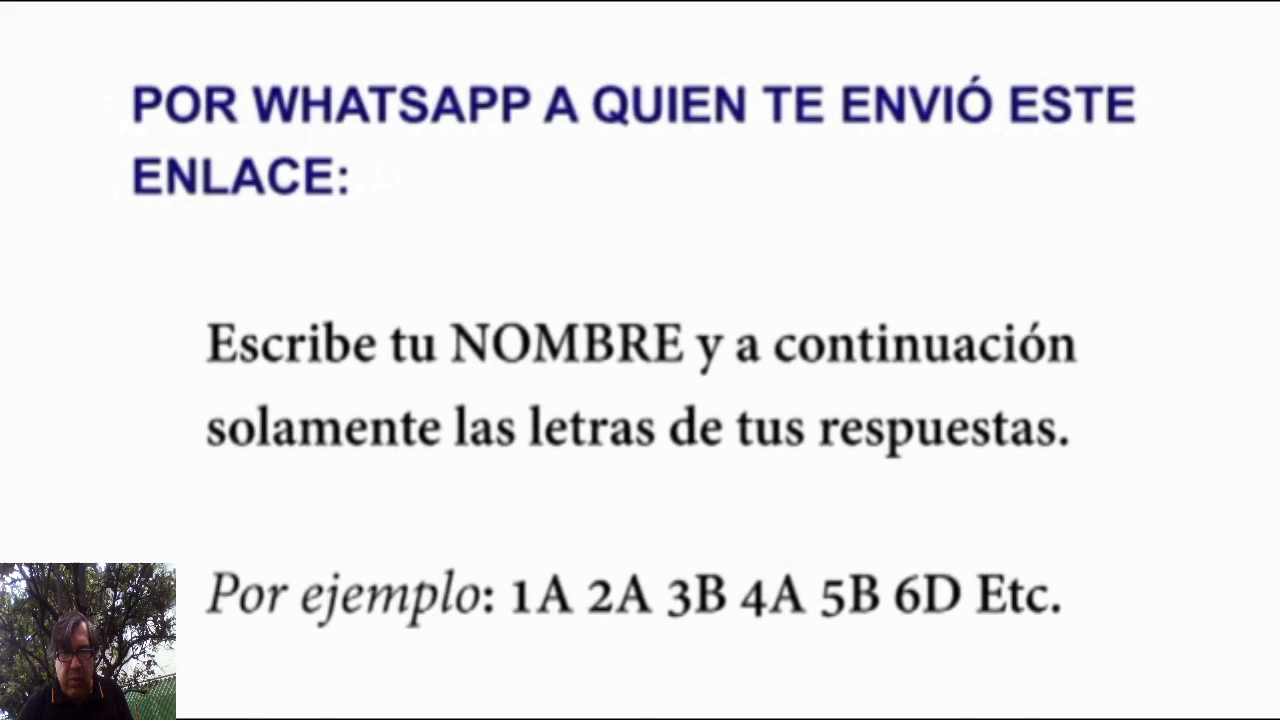 POR WHATSAPP A QUIEN TE ENVIÓ ESTE
ENLACE:
Escribe tu NOMBRE y a continuación
solamente las letras de tus respuestas.
Por ejemplo: 1A 2A 3B 4A 5B 6D Etc.